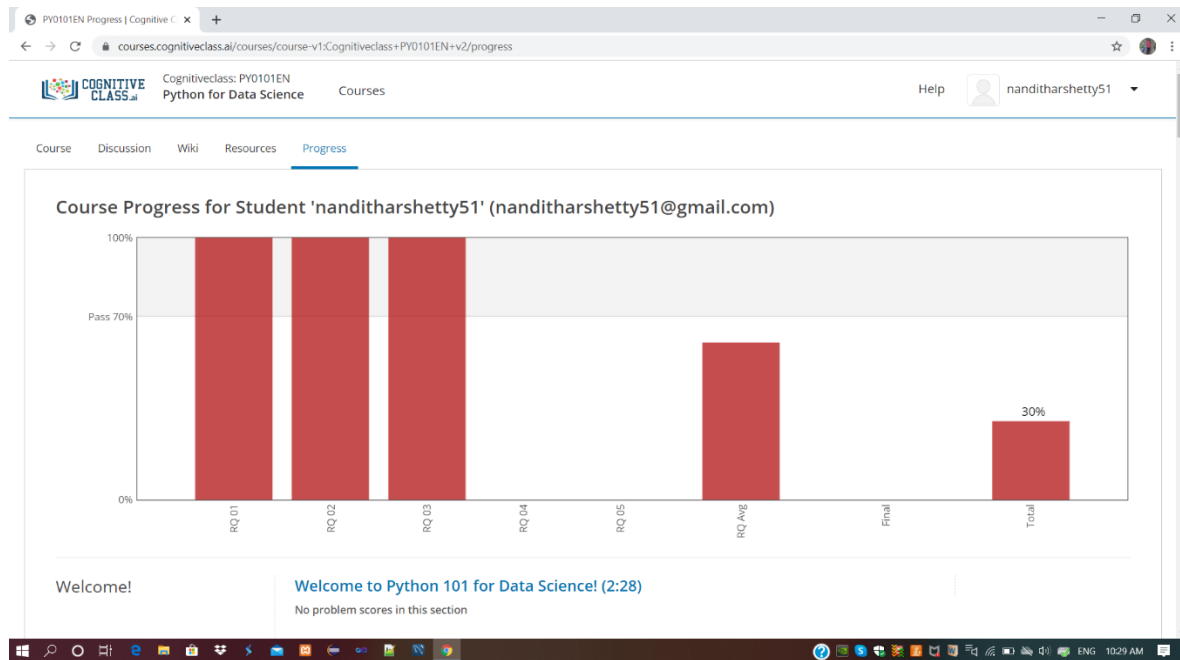 PY0101EN Progress | Cognitive C
courses.cognitiveclass.ai/courses/course-v1:Cognitiveclass+PY0101EN+v2/progress
COGNITIVE
CLASS.ai
Cognitiveclass: PY0101EN
Python for Data Science
Courses
Help
nanditharshetty51
Course Discussion Wiki Resources Progress
Course Progress for Student 'nanditharshetty51' (nanditharshetty51@gmail.com)
100%
Pass 70%
30%
0%
RQ 01
RQ 02
RQ 03
RQ 04
RQ 05
RQ Avg
Final
Total
Welcome!
Welcome to Python 101 for Data Science! (2:28)
No problem scores in this section
ENG 10:29 AM